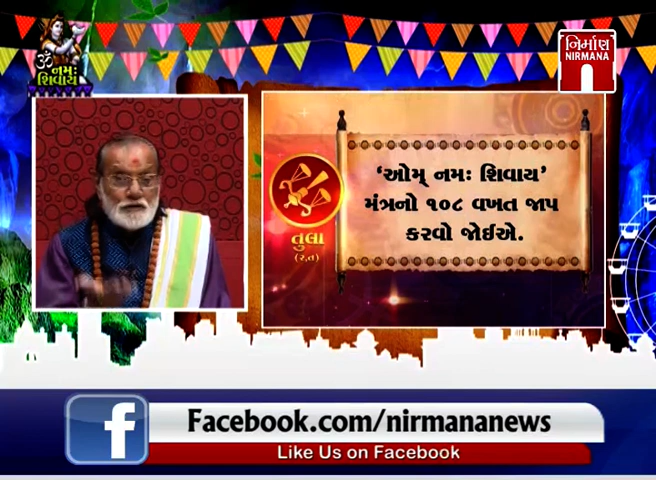 ૐ નમઃ
શિવાય
નિર્માણ
NIRMANA
તુલા
(ર,ત)
‘ઓમ્ નમઃ શિવાય’
મંત્રનો ૧૦૮ વખત જાપ
કરવો જોઈએ.
f
Facebook.com/nirmananews
Like Us on Facebook